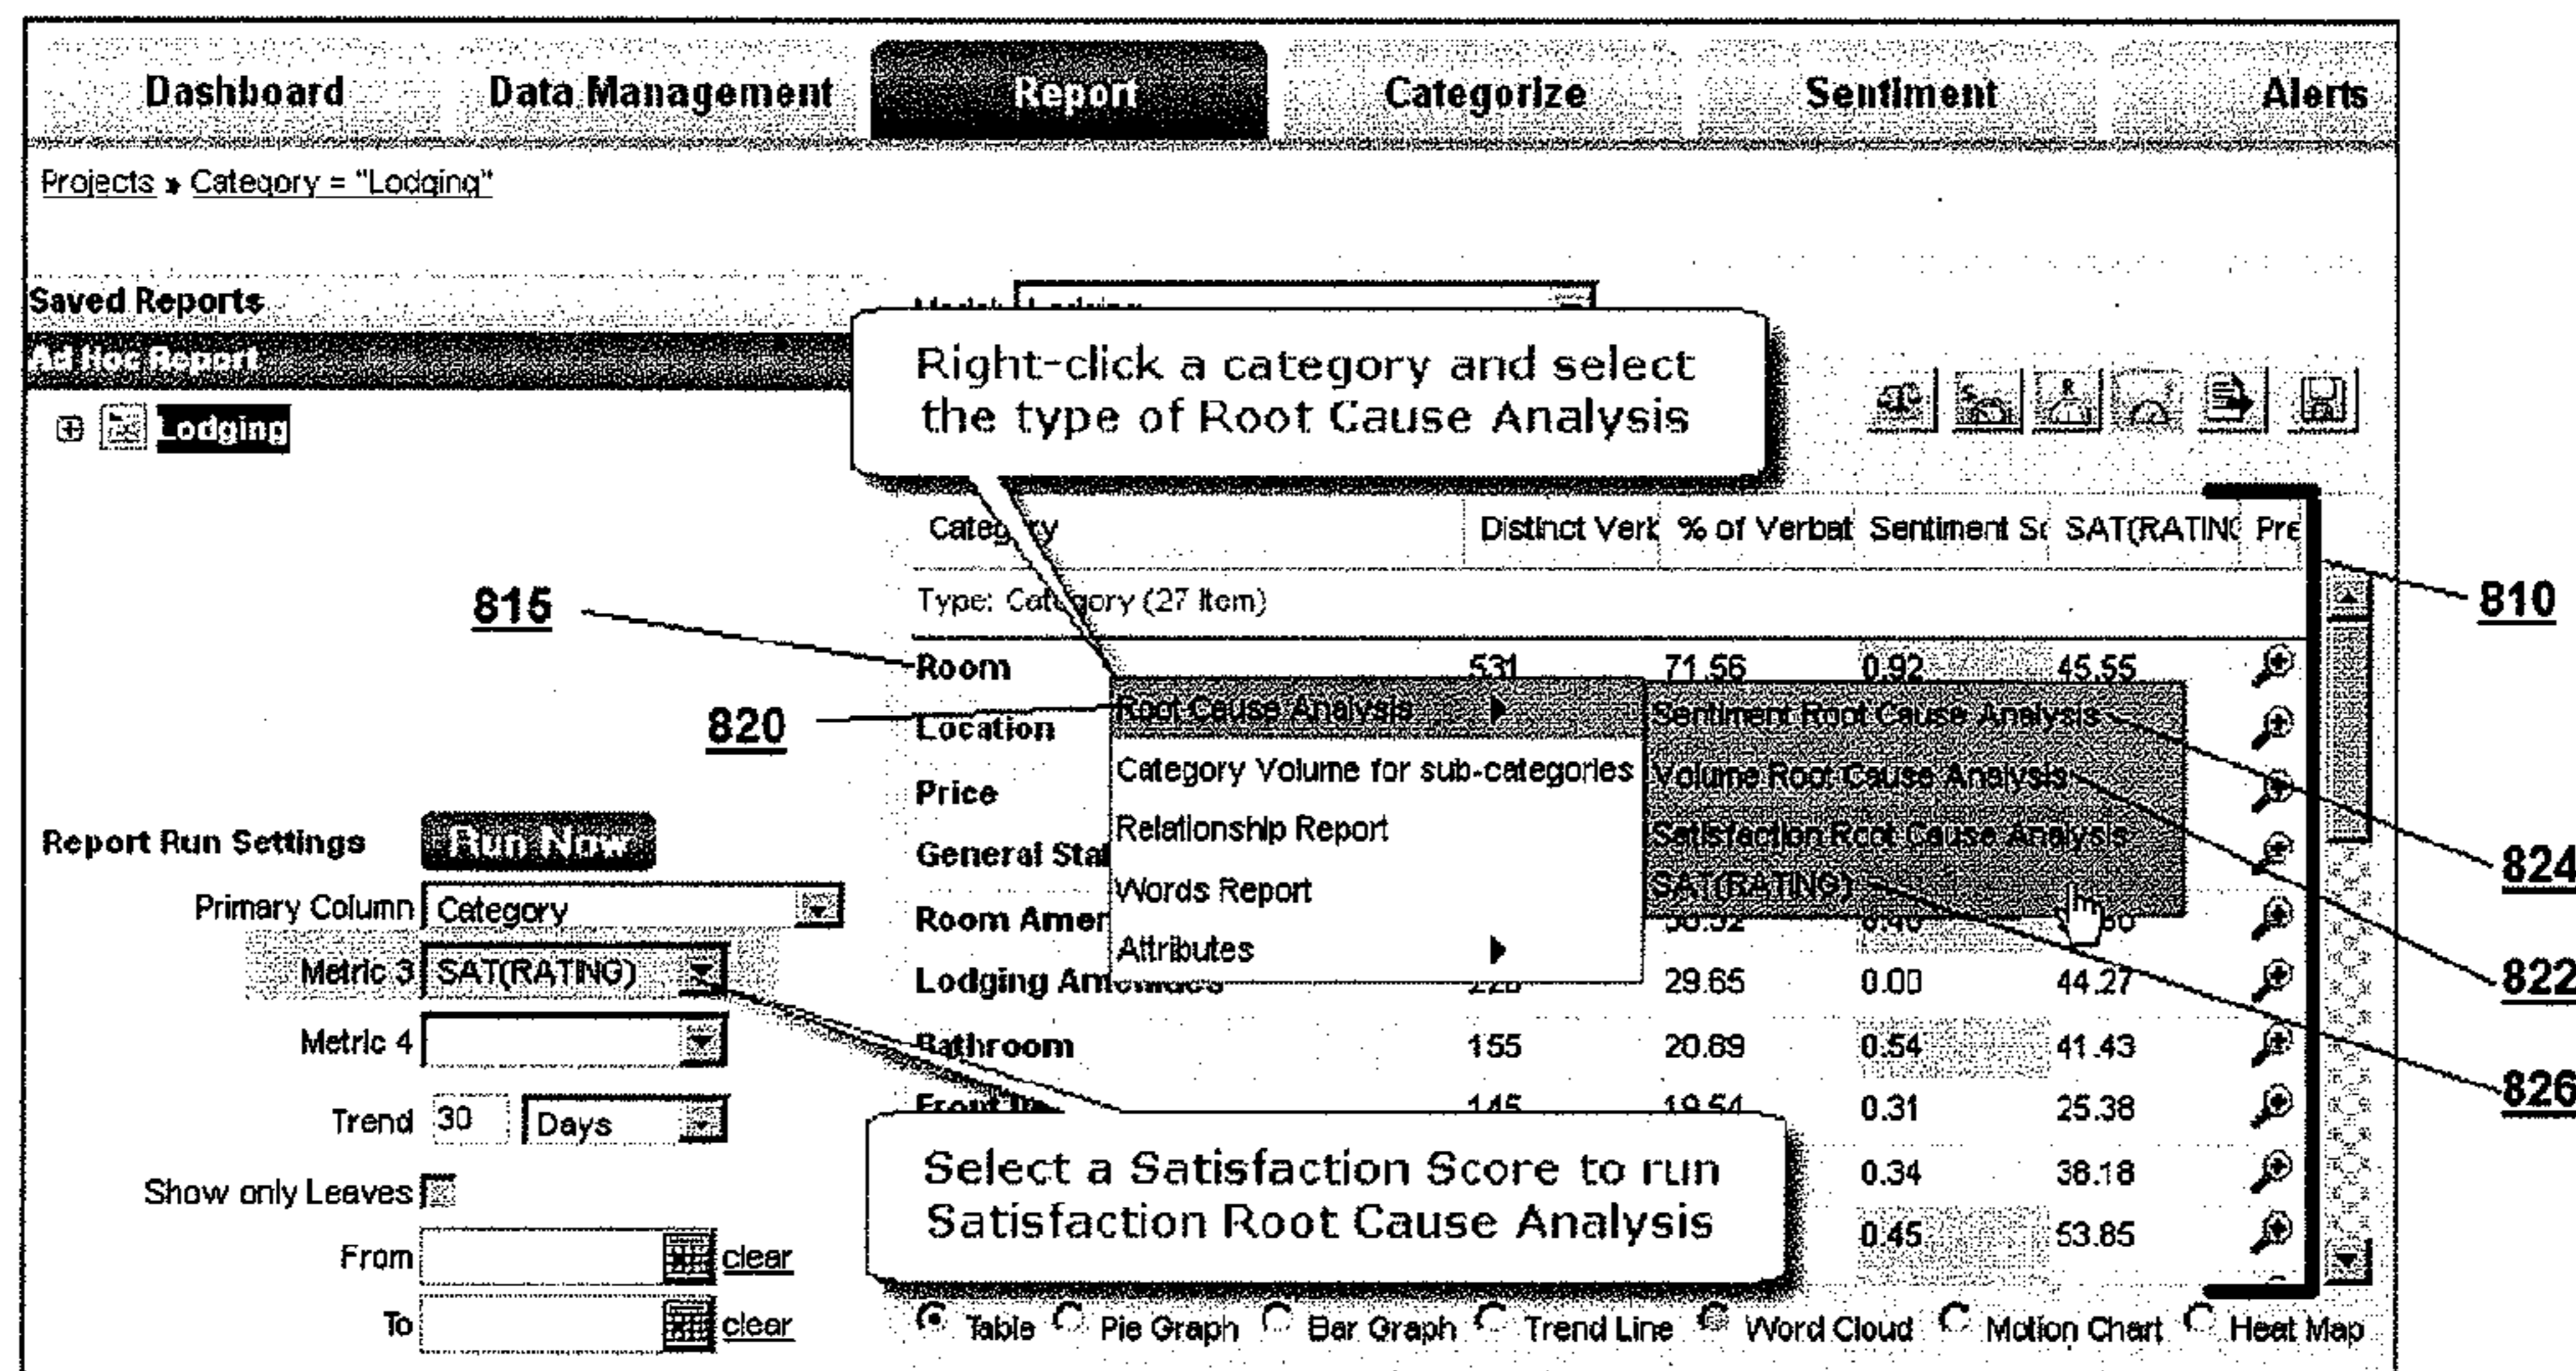 Dashboard Data Management Report Categorize Sentiment Alerts
Projects » Category = "Lodging"
Saved Reports
Ad Hoc Report
Lodging
Right-click a category and select
the type of Root Cause Analysis
Category Distinct Verb % of Verbat Sentiment Sc SAT(RATING Pre
Type: Category (27 Item)
815
810
Room 531 71.56 0.92 45.55
820
Location
Price
General Sta
Room Amer
Root Cause Analysis
Category Volume for sub-categories
Relationship Report
Words Report
Attributes
Sentiment Root Cause Analysis
Volume Root Cause Analysis
Satisfaction Root Cause Analysis
SAT(RATING)
824
822
826
Lodging 29.65 0.00 44.27
Bathroom 155 20.89 0.54 41.43
145 19.54 0.31 25.38
0.34 38.18
0.45 53.85
Report Run Settings Run Now
Primary Column Category
Metric 3 SAT(RATING)
Metric 4
Trend 30 Days
Show only Leaves
From clear
To clear
Select a Satisfaction Score to run
Satisfaction Root Cause Analysis
Table Pie Graph Bar Graph Trend Line Word Cloud Motion Chart Heat Map